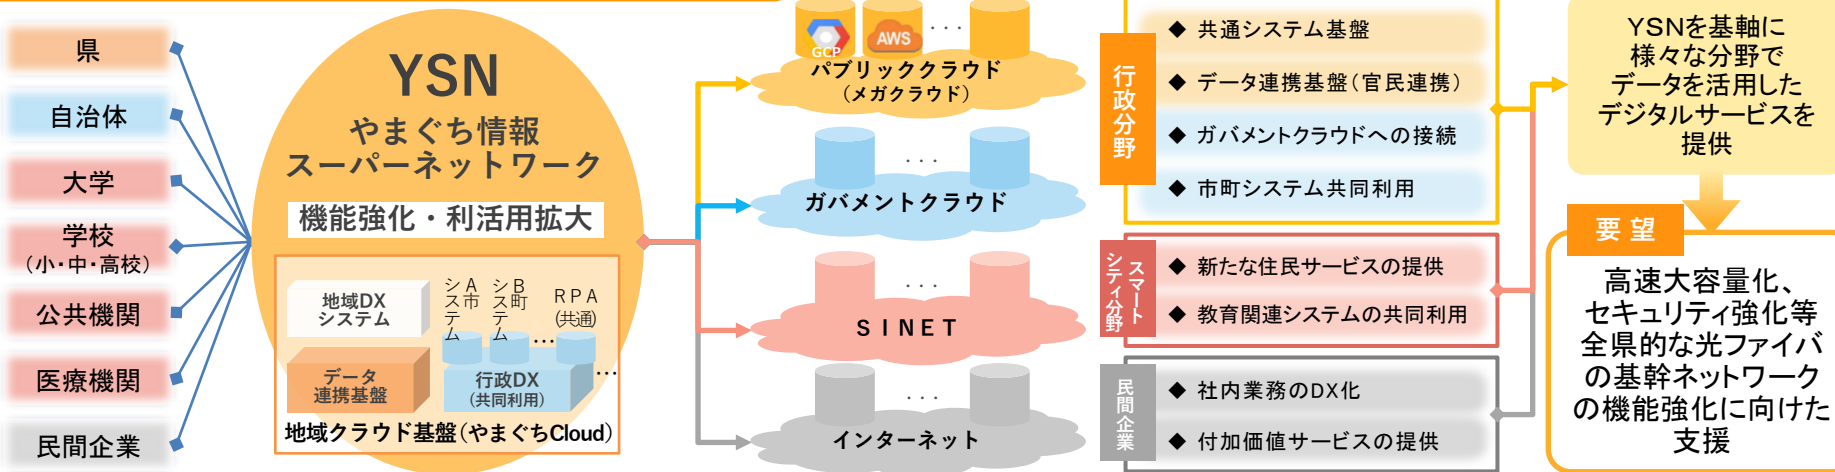 県
自治体
大学
学校
(小・中・高校)
公共機関
医療機関
民間企業
YSN
やまぐち情報
スーパーネットワーク
機能強化・利活用拡大
地域DX
システム
A市
システム
B町
システム
RPA
(共通)
…
データ
連携基盤
行政DX
(共同利用)
…
地域クラウド基盤(やまぐちCloud)
GCP
AWS
...
パブリッククラウド
(メガクラウド)
...
ガバメントクラウド
...
SINET
...
インターネット
行政分野
◆ 共通システム基盤
◆ データ連携基盤(官民連携)
◆ ガバメントクラウドへの接続
◆ 市町システム共同利用
スマート
シティ分野
◆ 新たな住民サービスの提供
◆ 教育関連システムの共同利用
民間企業
◆ 社内業務のDX化
◆ 付加価値サービスの提供
YSNを基軸に
様々な分野で
データを活用した
デジタルサービスを
提供
要望
高速大容量化、
セキュリティ強化等
全県的な光ファイバ
の基幹ネットワーク
の機能強化に向けた
支援